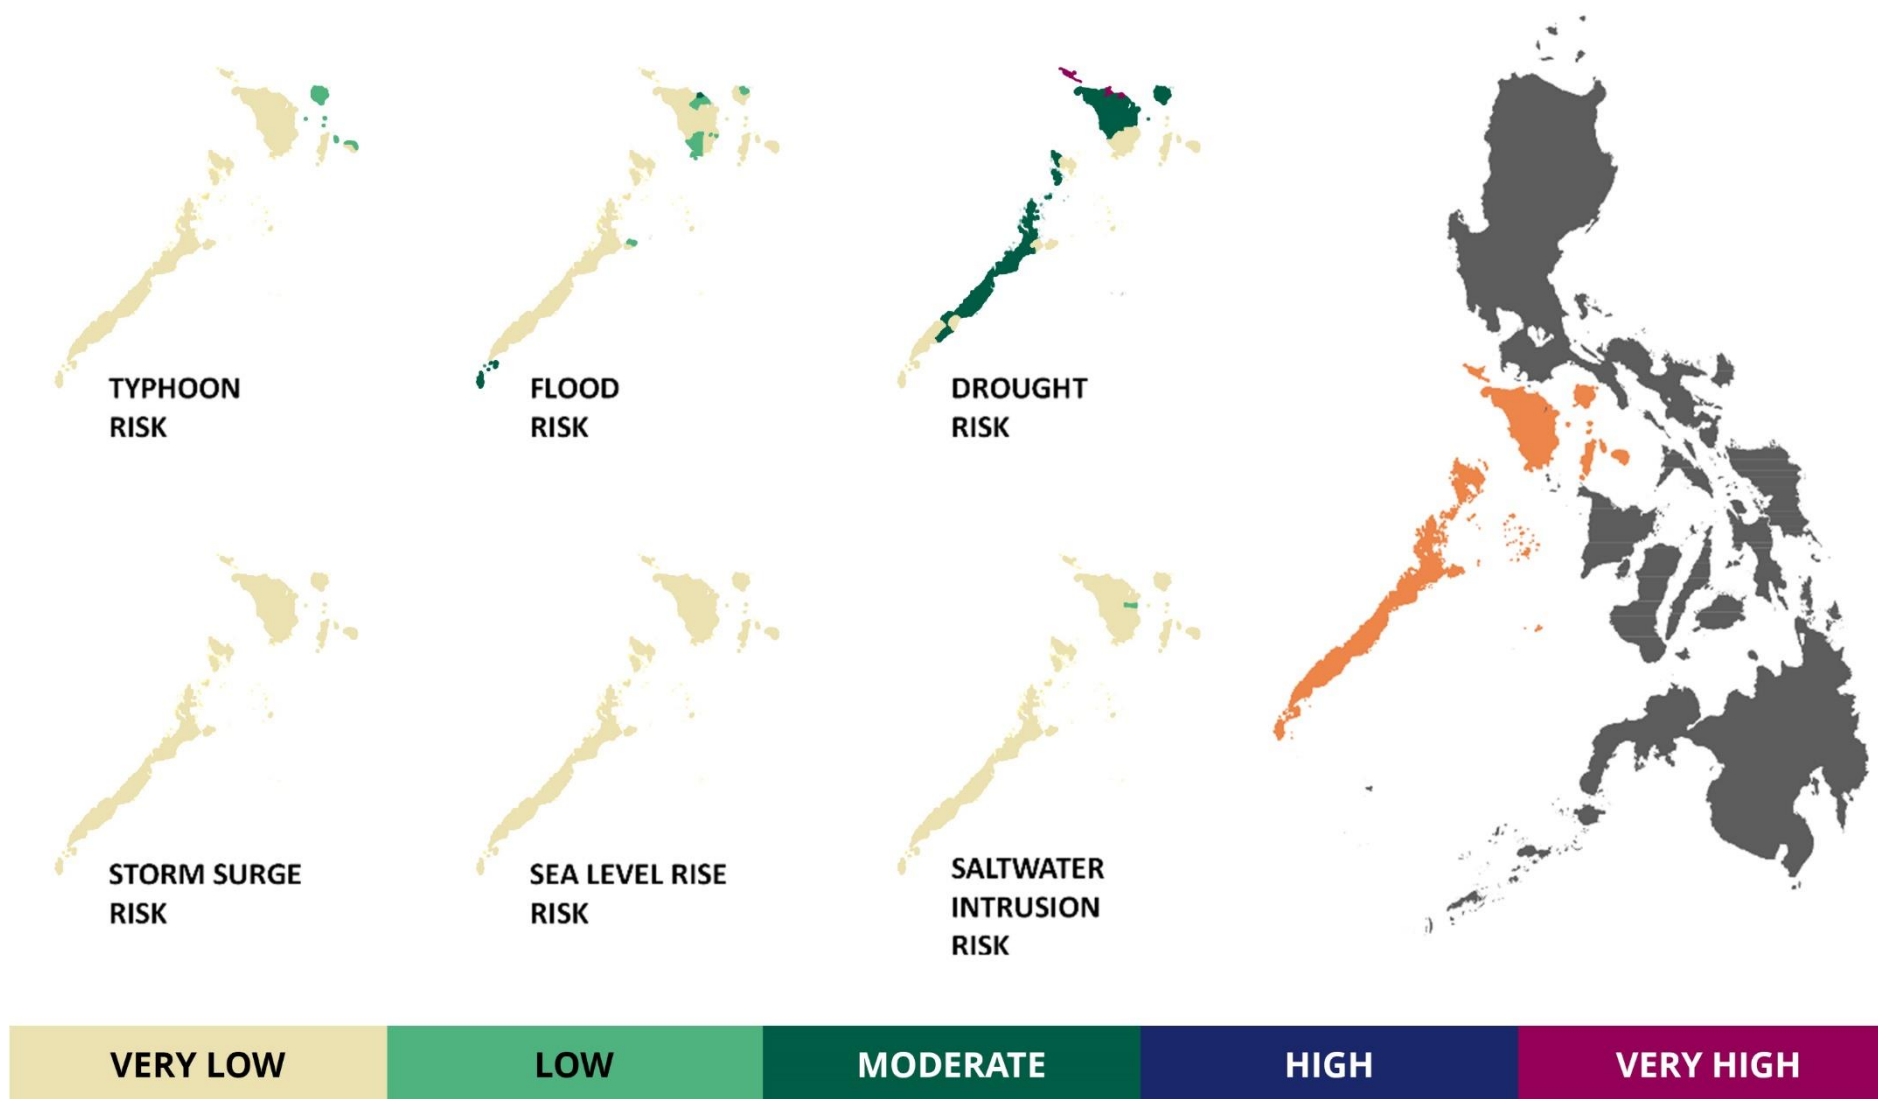 TYPHOON
RISK
FLOOD
RISK
DROUGHT
RISK
STORM SURGE
RISK
SEA LEVEL RISE
RISK
SALTWATER
INTRUSION
RISK
VERY LOW
LOW
MODERATE
HIGH
VERY HIGH